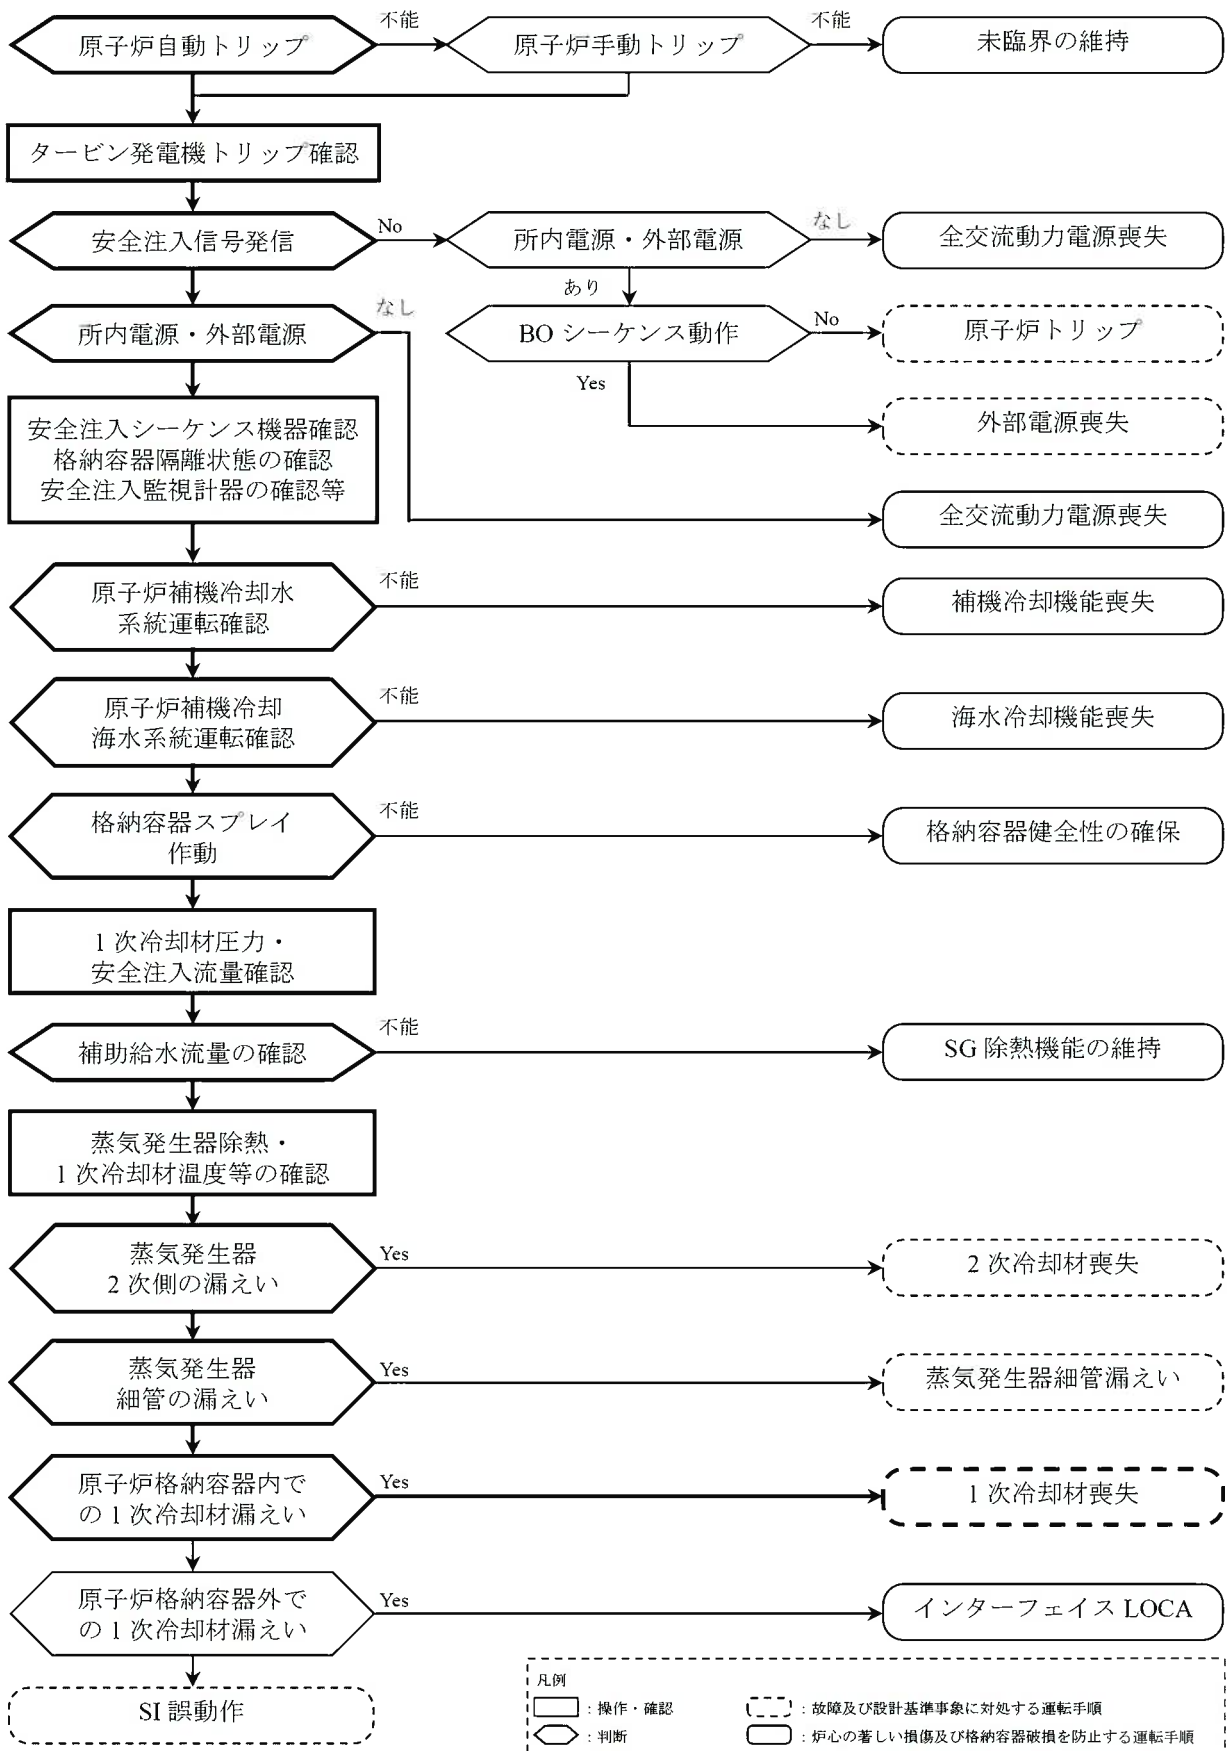 原子炉自動トリップ
不能
原子炉手動トリップ
不能
未臨界の維持
タービン発電機トリップ確認
安全注入信号発信
No
所内電源・外部電源
なし
全交流動力電源喪失
あり
所内電源・外部電源
なし
BO シーケンス動作
No
原子炉トリップ
Yes
外部電源喪失
安全注入シーケンス機器確認
格納容器隔離状態の確認
安全注入監視計器の確認等
全交流動力電源喪失
原子炉補機冷却水
系統運転確認
不能
補機冷却機能喪失
原子炉補機冷却
海水系統運転確認
不能
海水冷却機能喪失
格納容器スプレイ
作動
不能
格納容器健全性の確保
1 次冷却材圧力・
安全注入流量確認
補助給水流量の確認
不能
SG 除熱機能の維持
蒸気発生器除熱・
1 次冷却材温度等の確認
蒸気発生器
2 次側の漏えい
Yes
2 次冷却材喪失
蒸気発生器
細管の漏えい
Yes
蒸気発生器細管漏えい
原子炉格納容器内で
の 1 次冷却材漏えい
Yes
1 次冷却材喪失
原子炉格納容器外で
の 1 次冷却材漏えい
Yes
インターフェイス LOCA
SI 誤動作
凡例
：操作・確認
：故障及び設計基準事象に対処する運転手順
：判断
：炉心の著しい損傷及び格納容器破損を防止する運転手順